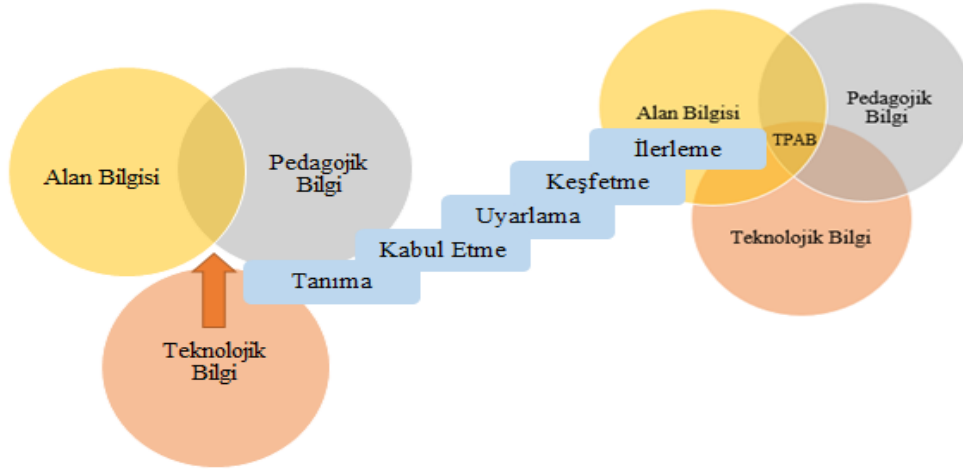 Alan Bilgisi
Pedagojik
Bilgi
Teknolojik
Bilgi
Tanıma
Kabul Etme
Uyarlama
Keşfetme
İlerleme
Alan Bilgisi
Pedagojik
Bilgi
TPAB
Teknolojik Bilgi